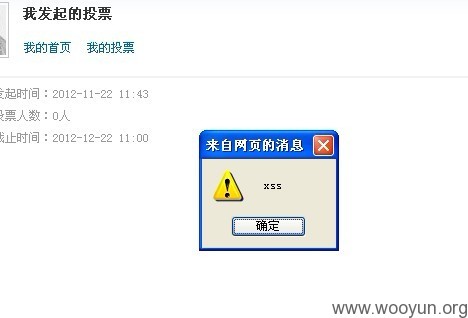 我发起的投票
我的首页 我的投票
发起时间：2012-11-22 11:43
投票人数：0人
截止时间：2012-12-22 11:00
来自网页的消息
xss
确定
www.wooyun.org